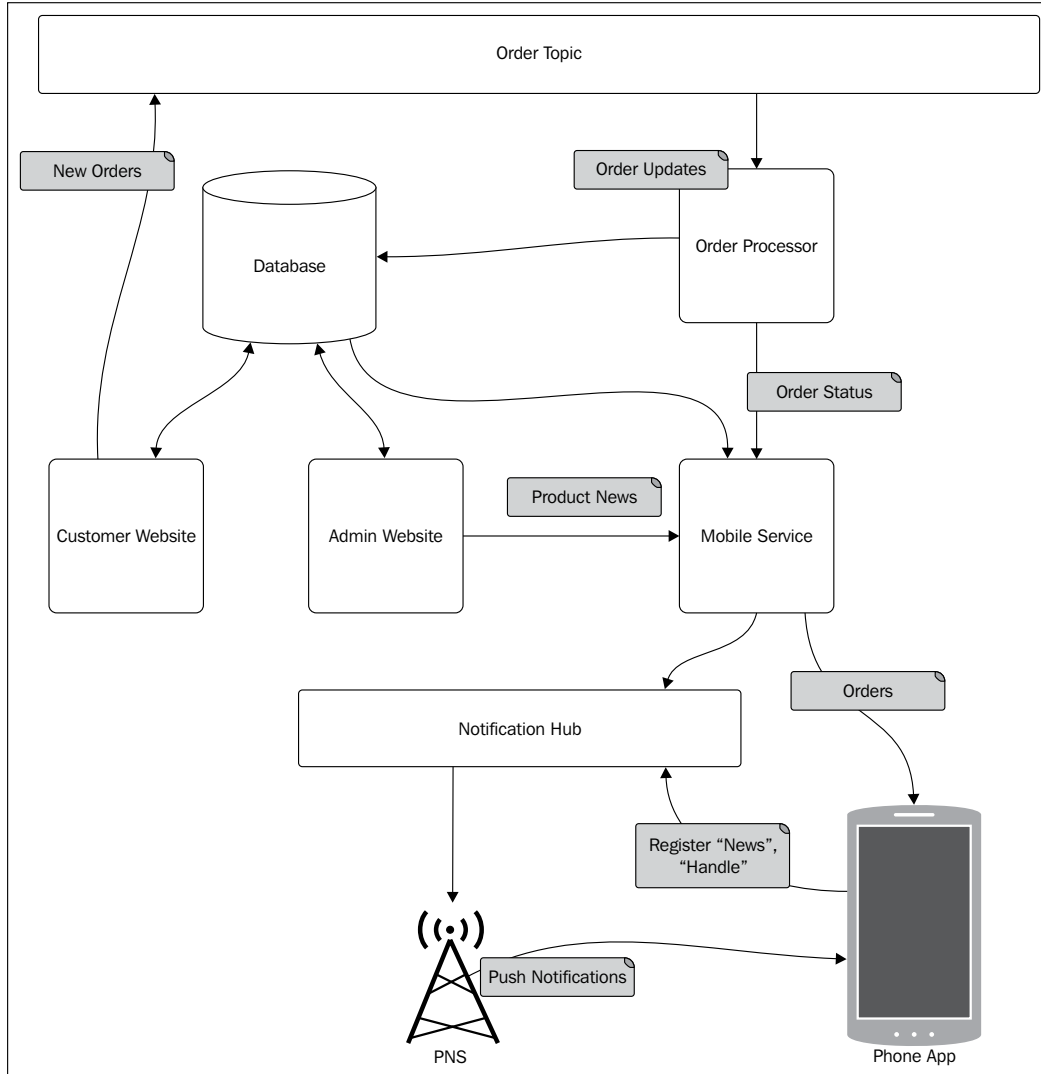 Order Topic
New Orders
Order Updates
Order Processor
Database
Order Status
Product News
Customer Website
Admin Website
Mobile Service
Orders
Notification Hub
Register “News”,
“Handle”
Push Notifications
PNS
Phone App